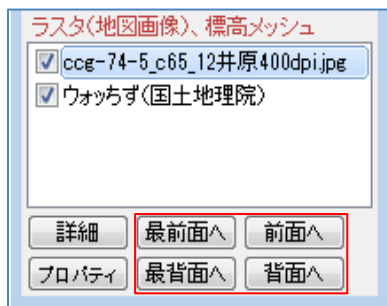 ラスタ(地図画像)、標高メッシュ
ccg-74-5_c65_12井原400dpi.jpg
ウォッちず(国土地理院)
詳細 最前面へ 前面へ
プロパティ 最背面へ 背面へ